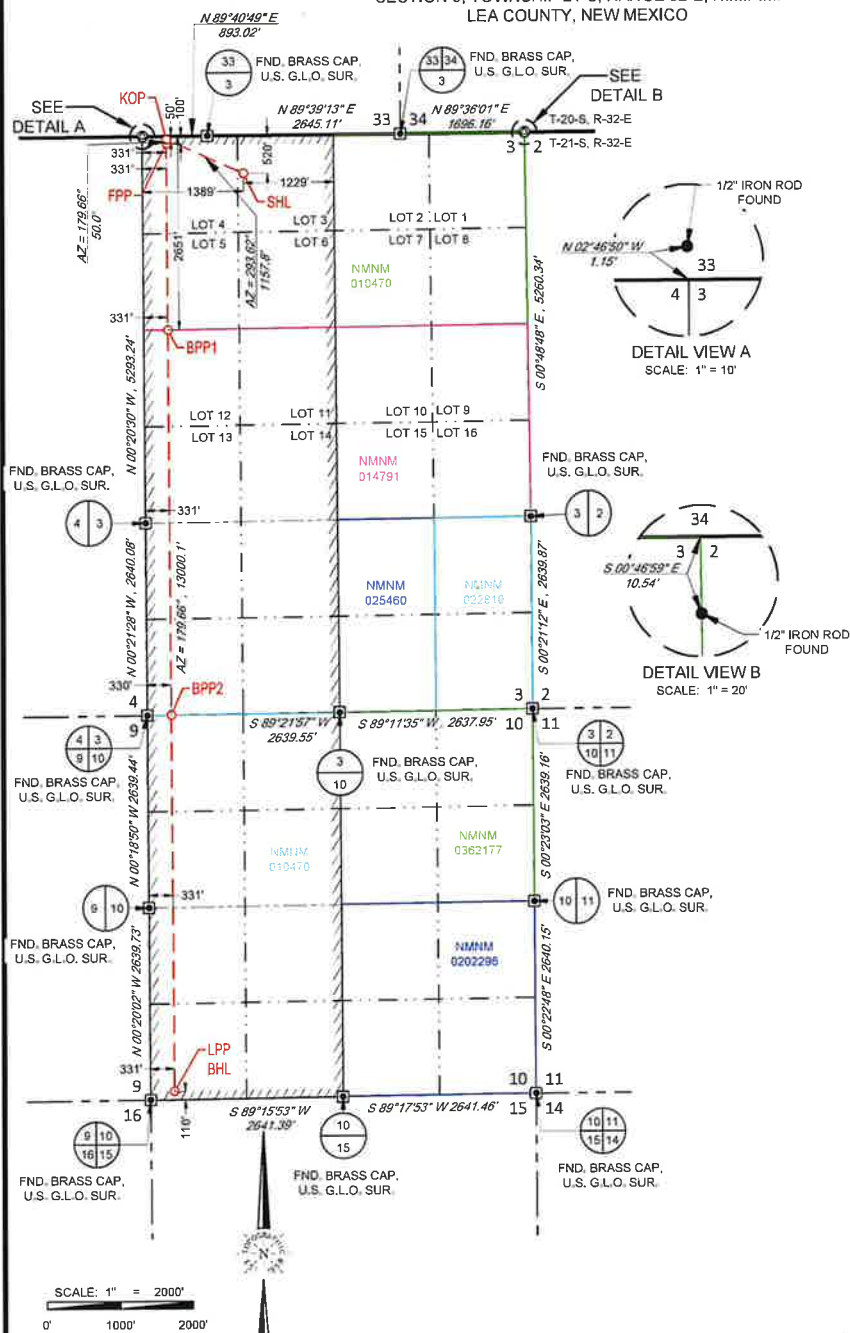 LEA COUNTY, NEW MEXICO
N 89°40'49" E
893.02'
33
3
FND. BRASS CAP,
U.S. G.L.O. SUR.
33 34
3
FND. BRASS CAP,
U.S. G.L.O. SUR.
SEE
DETAIL B
SEE
DETAIL A
KOP
50'
100'
N 89°39'13" E
2645.11'
33 34
N 89°36'01" E
1696.16'
T-20-S, R-32-E
T-21-S, R-32-E
3 2
331'
331'
FPP
520'
1389'
1229'
SHL
AZ = 179.66°
50.0'
2651'
AZ = 293.62°
1157.8'
LOT 4
LOT 5
LOT 3
LOT 6
LOT 2
LOT 1
LOT 7
LOT 8
NMNM
010470
331'
BPP1
N 00°20'30" W, 5293.24'
S 00°48'48" E, 5260.34'
1/2" IRON ROD
FOUND
N 02°46'50" W
1.15'
33
4 3
DETAIL VIEW A
SCALE: 1" = 10'
LOT 12
LOT 13
LOT 11
LOT 14
LOT 10
LOT 9
LOT 15
LOT 16
NMNM
014791
FND. BRASS CAP,
U.S. G.L.O. SUR.
4 3
331'
FND. BRASS CAP,
U.S. G.L.O. SUR.
3 2
34
3 2
S 00°46'59" E
10.54'
1/2" IRON ROD
FOUND
DETAIL VIEW B
SCALE: 1" = 20'
N 00°21'28" W, 2640.08'
AZ = 179.66°, 13000.1'
NMNM
025460
NMNM
S 00°21'12" E, 2639.87'
330'
BPP2
4
9
S 89°21'57" W
2639.55'
S 89°11'35" W, 2637.95'
3 2
10 11
4 3
9 10
FND. BRASS CAP,
U.S. G.L.O. SUR.
3
10
FND. BRASS CAP,
U.S. G.L.O. SUR.
3 2
10 11
FND. BRASS CAP,
U.S. G.L.O. SUR.
N 00°18'50" W 2639.44'
NMNM
010470
NMNM
0362177
S 00°23'03" E 2639.16'
9 10
331'
FND. BRASS CAP,
U.S. G.L.O. SUR.
10 11
FND. BRASS CAP,
U.S. G.L.O. SUR.
N 00°20'02" W 2639.73'
NMNM
0202296
S 00°22'48" E 2640.15'
331'
LPP
BHL
9
16
S 89°15'53" W
2641.39'
S 89°17'53" W 2641.46'
10 11
15 14
9 10
16 15
FND. BRASS CAP,
U.S. G.L.O. SUR.
10
15
FND. BRASS CAP,
U.S. G.L.O. SUR.
10 11
15 14
FND. BRASS CAP,
U.S. G.L.O. SUR.
N
SCALE: 1" = 2000'
0' 1000' 2000'